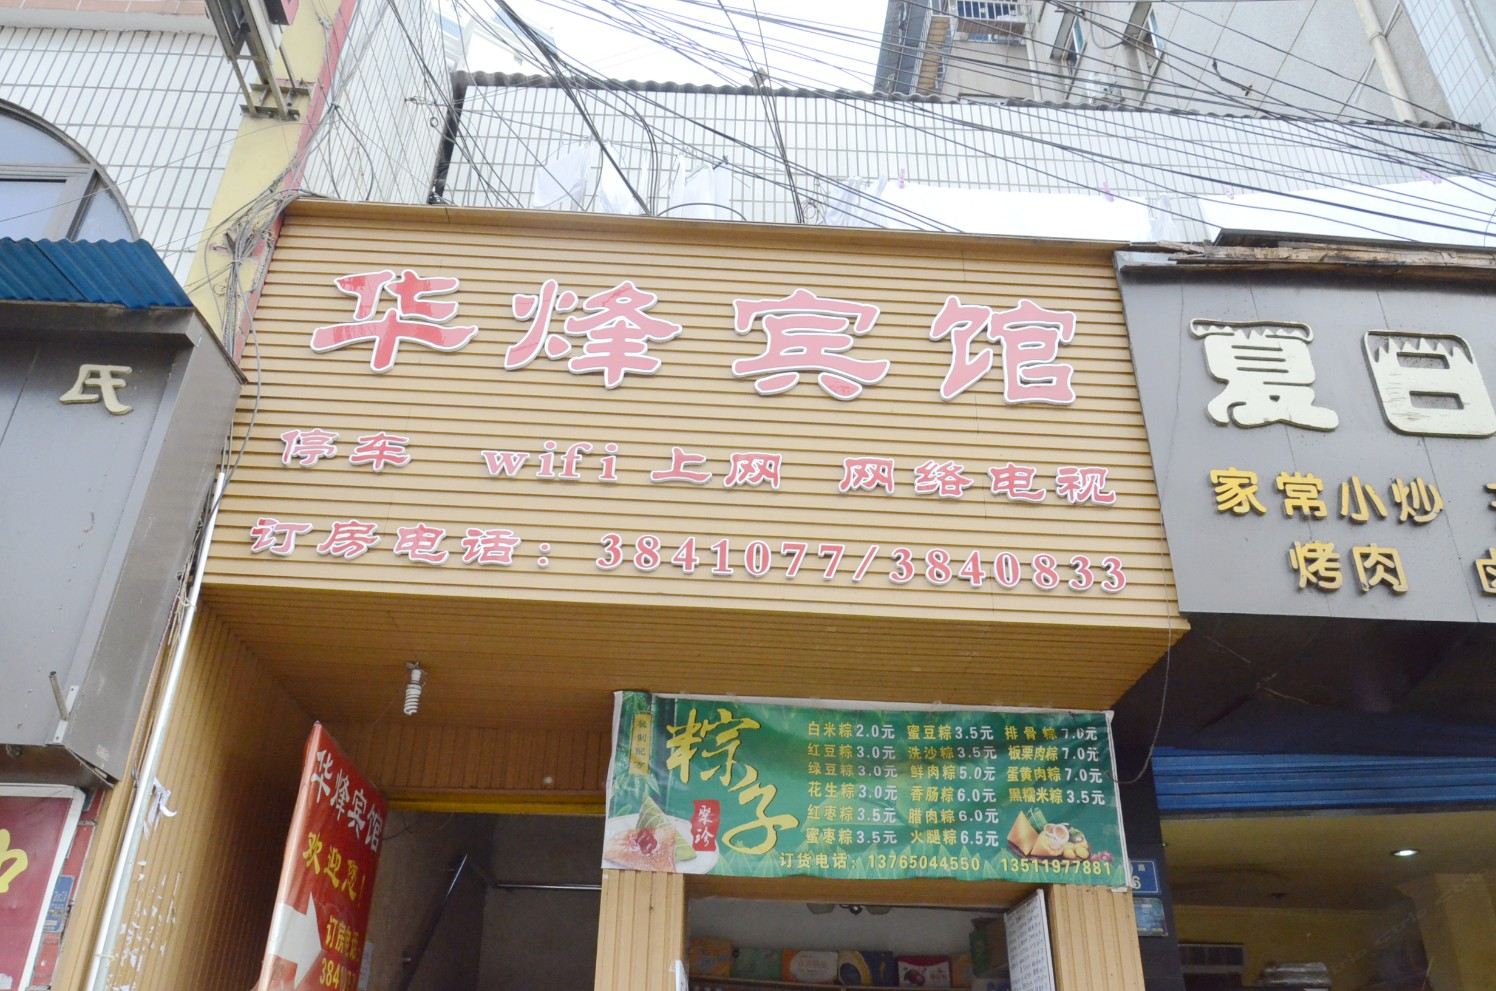 华烽宾馆
停车 wifi 上网 网络电视
订房电话：3841077/3840833
氏
夏日
家常小炒
烤肉
粽子
白米粽2.0元 蜜豆粽3.5元 排骨粽7.0元
红豆粽3.0元 洗沙粽3.5元 板栗肉粽7.0元
绿豆粽3.0元 鲜肉粽5.0元 蛋黄肉粽7.0元
花生粽3.0元 香肠粽6.0元 黑糯米粽3.5元
红枣粽3.5元 腊肉粽6.0元
蜜枣粽3.5元 火腿粽6.5元
订货电话：13765044550 13511977881
华烽宾馆
欢迎您！
订房电话